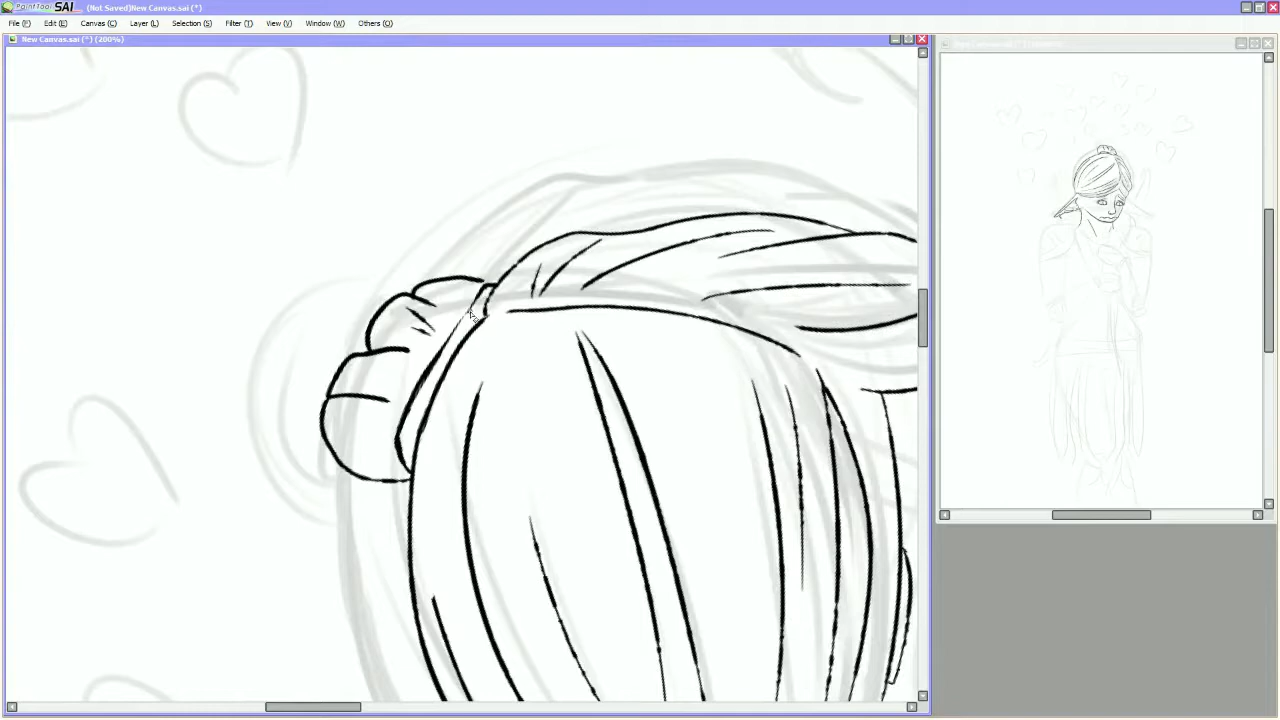 PaintTool SAI (Not Saved)New Canvas.sai (*)
File (F) Edit (E) Canvas (C) Layer (L) Selection (S) Filter (T) View (V) Window (W) Others (O)
New Canvas.sai (*) (200%)